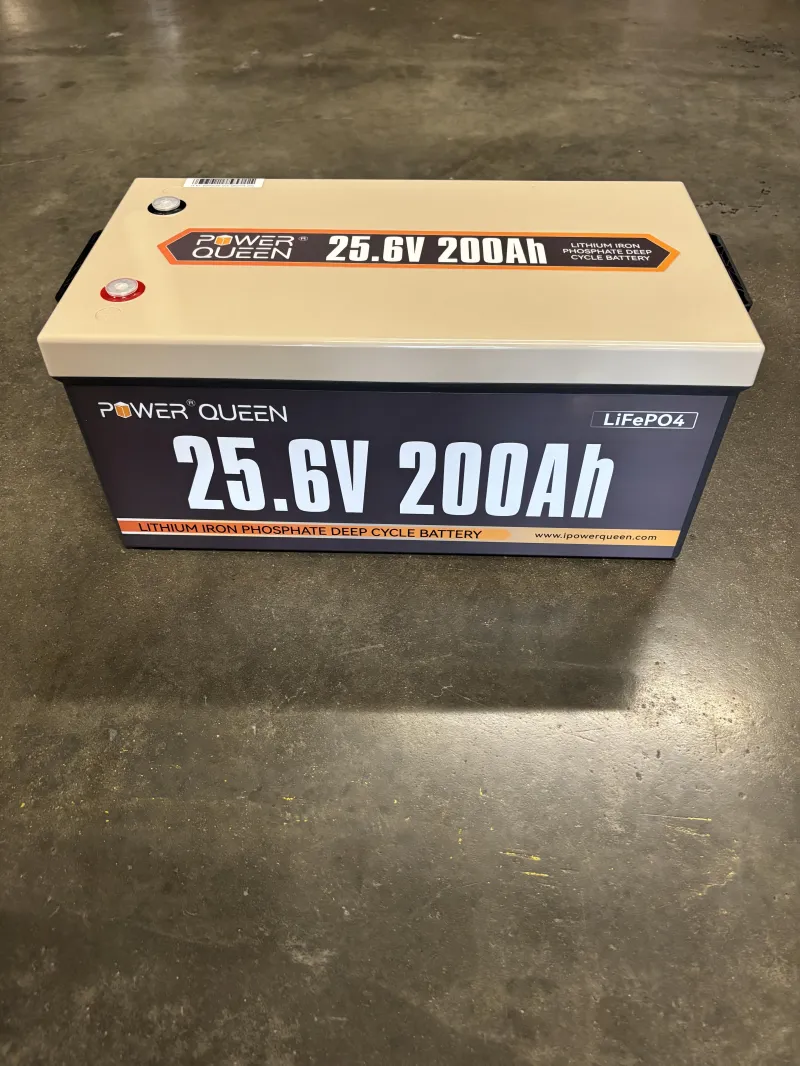 POWER QUEEN®
25.6V 200Ah
LITHIUM IRON
PHOSPHATE DEEP
CYCLE BATTERY
POWER® QUEEN
LiFePO4
25.6V 200Ah
LITHIUM IRON PHOSPHATE DEEP CYCLE BATTERY
www.ipowerqueen.com